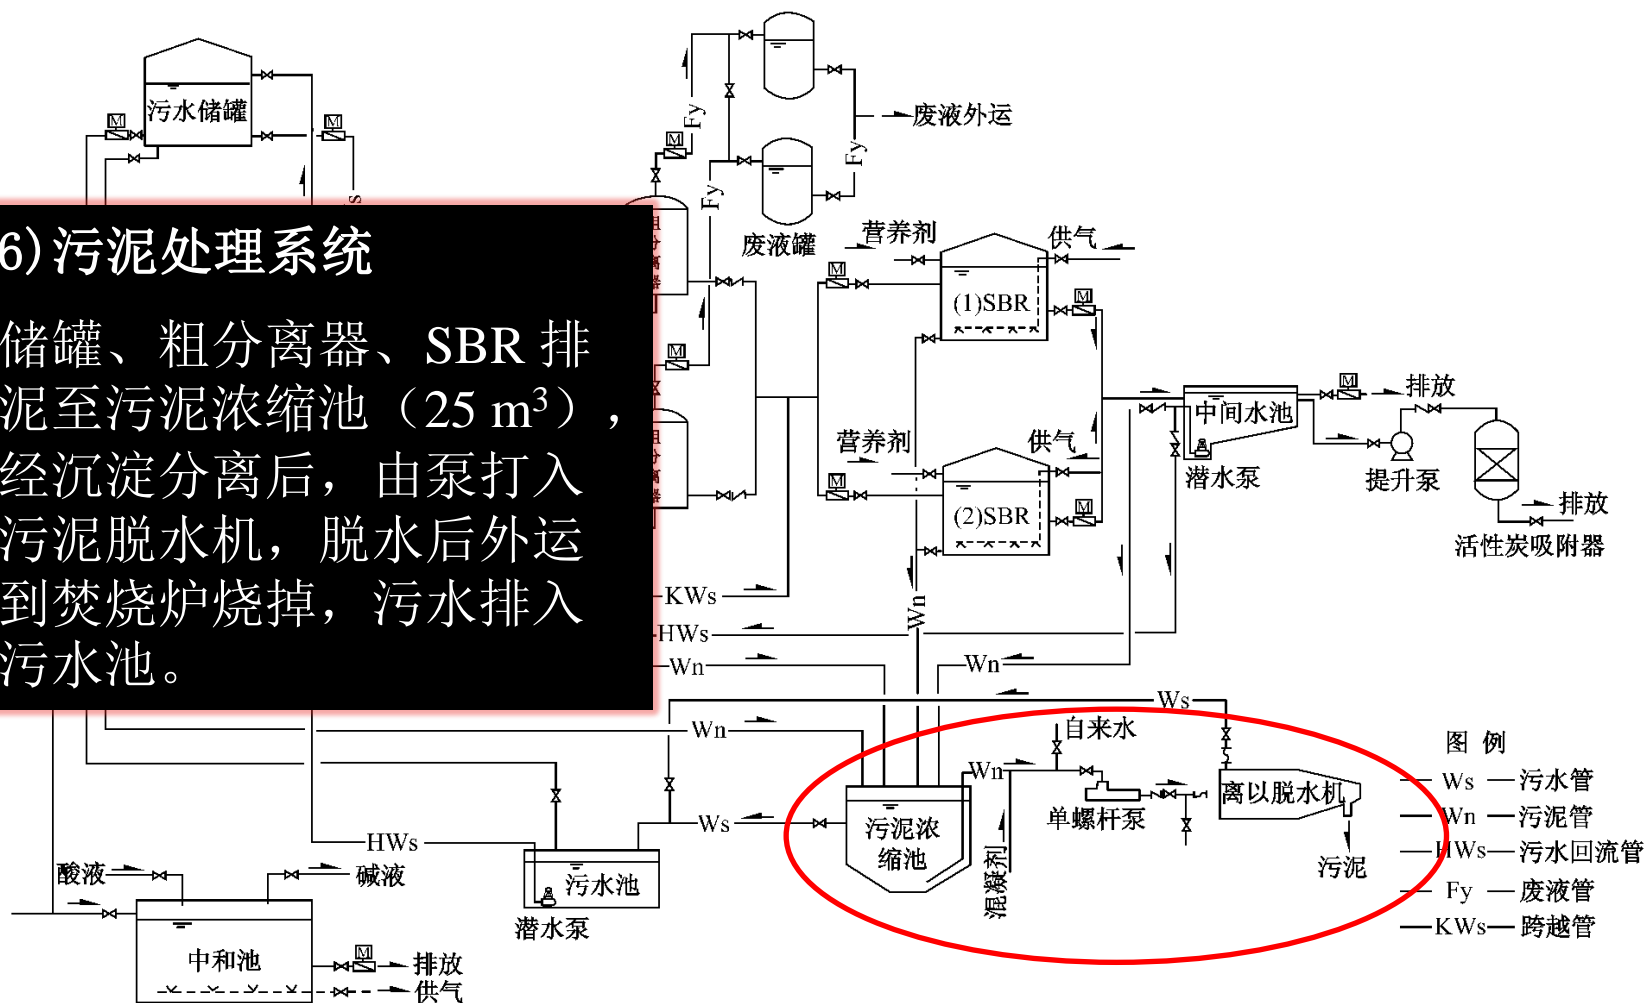 污水储罐
M
M
M
Fy
Fy
Fy
废液外运
废液罐
6)污泥处理系统
储罐、粗分离器、SBR 排
泥至污泥浓缩池（25 m³），
经沉淀分离后，由泵打入
污泥脱水机，脱水后外运
到焚烧炉烧掉，污水排入
污水池。
M
营养剂
供气
M
(1)SBR
M
营养剂
供气
M
(2)SBR
M
中间水池
潜水泵
M
排放
提升泵
排放
活性炭吸附器
KWs
HWs
Wn
Wn
Wn
Ws
Wn
自来水
Wn
单螺杆泵
离以脱水机
污泥
混凝剂
污泥浓
缩池
Ws
HWs
污水池
潜水泵
酸液
碱液
中和池
M
排放
供气
图 例
Ws 污水管
Wn 污泥管
HWs 污水回流管
Fy 废液管
KWs 跨越管